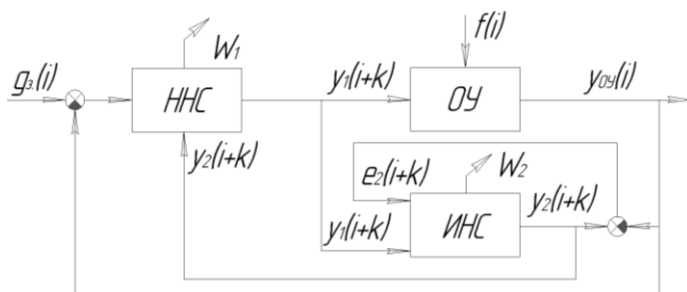 f(i)
W₁
g₃.(i)
ННС
y₁(i+k)
ОУ
yОУ(i)
y₂(i+k)
e₂(i+k)
W₂
y₂(i+k)
y₁(i+k)
ИНС